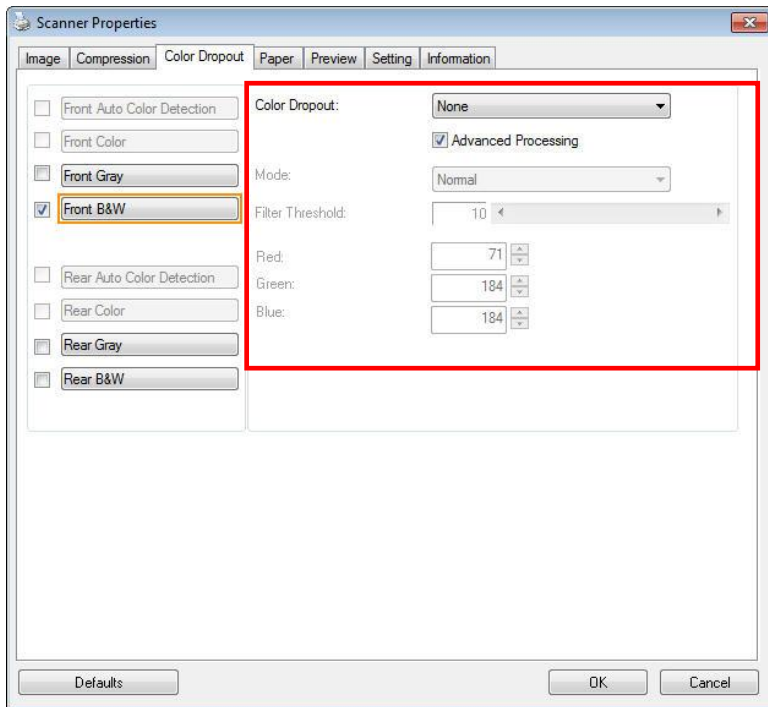 Scanner Properties
Image Compression Color Dropout Paper Preview Setting Information
Front Auto Color Detection
Front Color
Front Gray
Front B&W
Rear Auto Color Detection
Rear Color
Rear Gray
Rear B&W
Color Dropout: None
Advanced Processing
Mode: Normal
Filter Threshold: 10
Red: 71
Green: 184
Blue: 184
Defaults OK Cancel